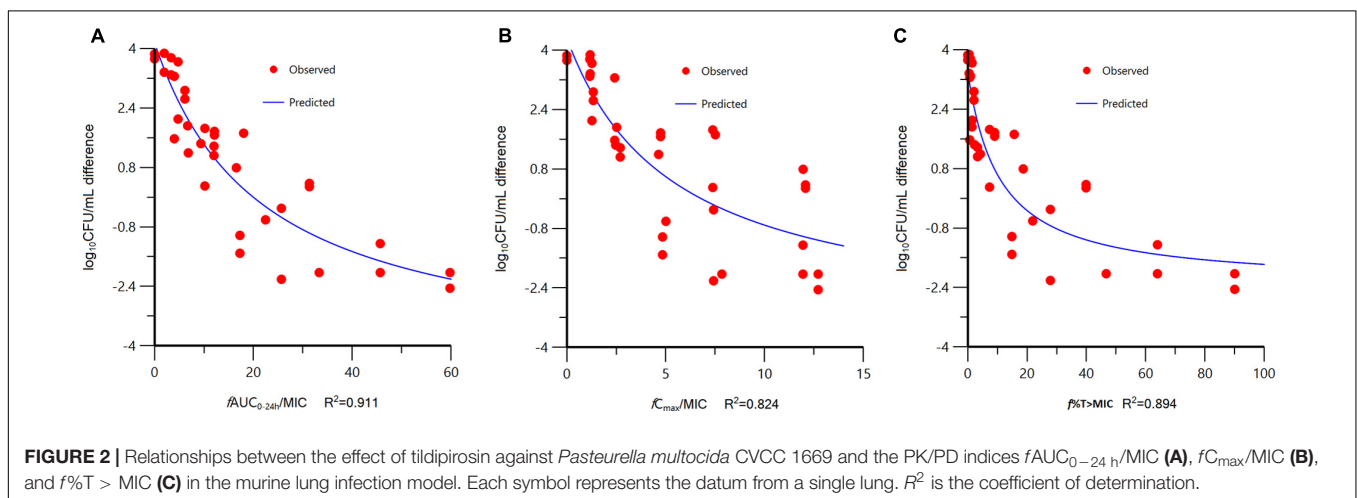 A
4
2.4
0.8
-0.8
-2.4
-4
log10CFU/mL difference
Observed
Predicted
0 20 40 60
fAUC0-24h/MIC R²=0.911
B
4
2.4
0.8
-0.8
-2.4
-4
log10CFU/mL difference
Observed
Predicted
0 5 10 15
fCmax/MIC R²=0.824
C
4
2.4
0.8
-0.8
-2.4
-4
log10CFU/mL difference
Observed
Predicted
0 20 40 60 80 100
f%T>MIC R²=0.894
FIGURE 2 | Relationships between the effect of tildipirosin against Pasteurella multocida CVCC 1669 and the PK/PD indices fAUC0−24 h/MIC (A), fCmax/MIC (B),
and f%T > MIC (C) in the murine lung infection model. Each symbol represents the datum from a single lung. R² is the coefficient of determination.